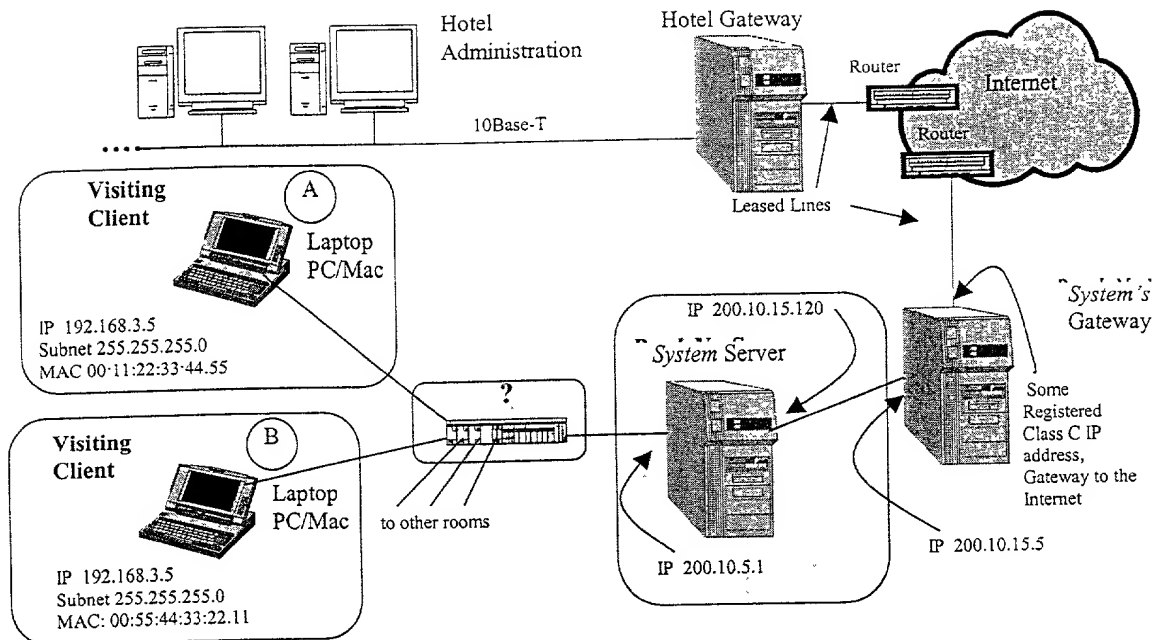 Hotel
Administration
Hotel Gateway
Router
Internet
10Base-T
Router
Leased Lines
Visiting
Client
A
Laptop
PC/Mac
IP 192.168.3.5
Subnet 255.255.255.0
MAC 00:11:22:33:44.55
?
IP 200.10.15.120
System Server
System's
Gateway
Some
Registered
Class C IP
address,
Gateway to the
Internet
Visiting
Client
B
Laptop
PC/Mac
to other rooms
IP 200.10.5.1
IP 200.10.15.5
IP 192.168.3.5
Subnet 255.255.255.0
MAC: 00:55:44:33:22.11